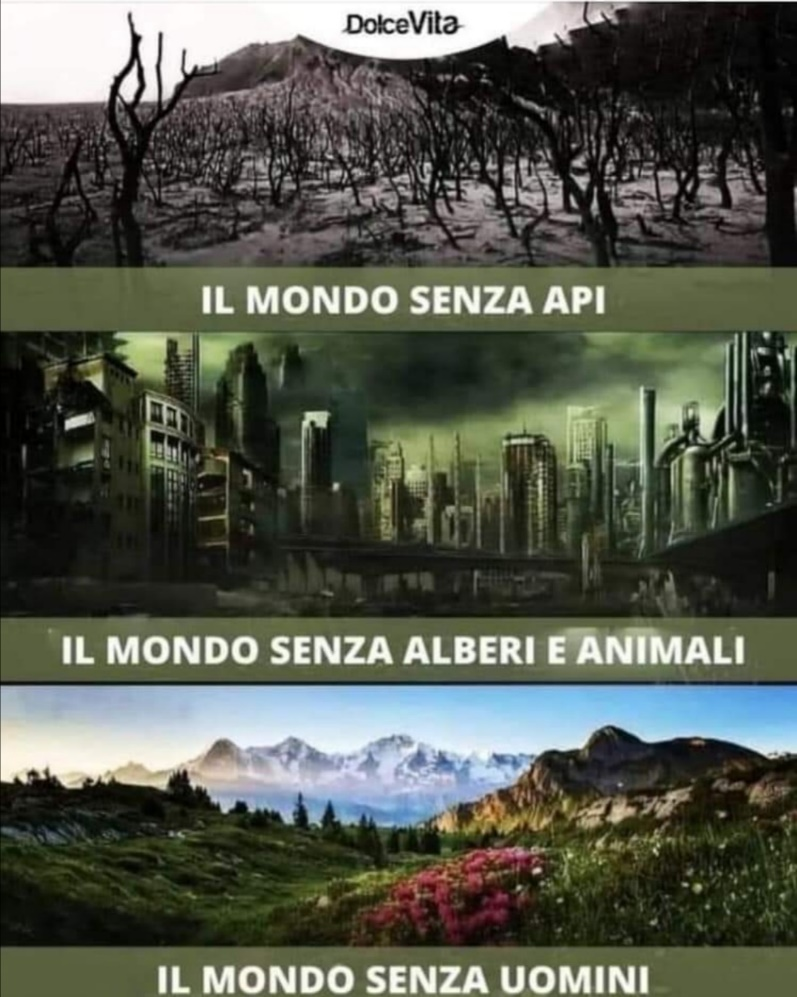 DolceVita
IL MONDO SENZA API
IL MONDO SENZA ALBERI E ANIMALI
IL MONDO SENZA UOMINI